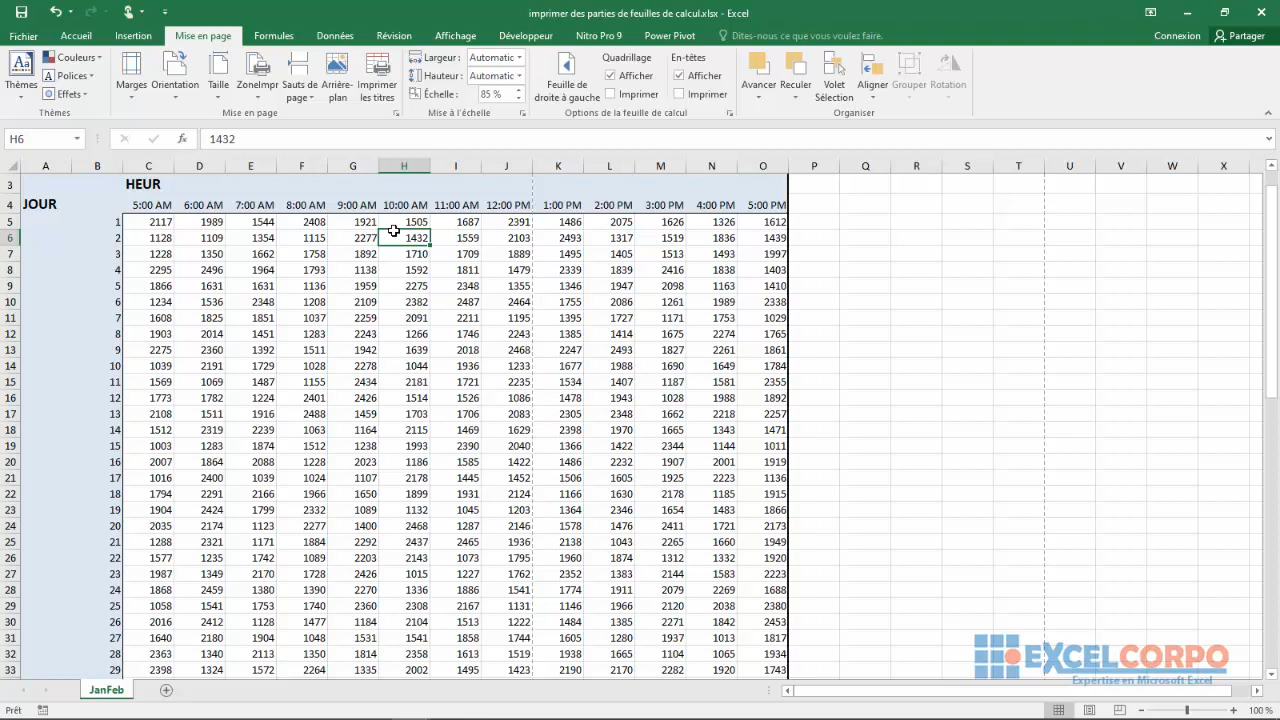 imprimer des parties de feuilles de calcul.xlsx - Excel
Fichier Accueil Insertion Mise en page Formules Données Révision Affichage Développeur Nitro Pro 9 Power Pivot Dites-nous ce que vous voulez faire. Connexion Partager
Thèmes Couleurs Polices Effets Marges Orientation Taille ZoneImpr Sauts de page Arrière-plan Imprimer les titres Largeur: Automatic Hauteur: Automatic Échelle: 85 % Feuille de droite à gauche Quadrillage Afficher Imprimer En-têtes Afficher Imprimer Avancer Reculer Volet Sélection Aligner Grouper Rotation
Thèmes Mise en page Mise à l'échelle Options de la feuille de calcul Organiser
H6 fx 1432
A B C D E F G H I J K L M N O P Q R S T U V W X
3 HEUR
4 JOUR 5:00 AM 6:00 AM 7:00 AM 8:00 AM 9:00 AM 10:00 AM 11:00 AM 12:00 PM 1:00 PM 2:00 PM 3:00 PM 4:00 PM 5:00 PM
5 1 2117 1989 1544 2408 1921 1505 1687 2391 1486 2075 1626 1326 1612
6 2 1128 1109 1354 1115 2277 1432 1559 2103 2493 1317 1519 1836 1439
7 3 1228 1350 1662 1758 1892 1710 1709 1889 1495 1405 1513 1493 1997
8 4 2295 2496 1964 1793 1138 1592 1811 1479 2339 1839 2416 1838 1403
9 5 1866 1631 1631 1136 1959 2275 2348 1355 1346 1947 2098 1163 1410
10 6 1234 1536 2348 1208 2109 2382 2487 2464 1755 2086 1261 1989 2338
11 7 1608 1825 1851 1037 2259 2091 2211 1195 1395 1727 1171 1753 1029
12 8 1903 2014 1451 1283 2243 1266 1746 2243 1385 1414 1675 2274 1765
13 9 2275 2360 1392 1511 1942 1639 2018 2468 2247 2493 1827 2261 1861
14 10 1039 2191 1729 1028 2278 1044 1936 1233 1677 1988 1690 1649 1784
15 11 1569 1069 1487 1155 2434 2181 1721 2235 1534 1407 1187 1581 2355
16 12 1773 1782 1224 2401 2426 1514 1526 1086 1478 1943 1028 1988 1892
17 13 2108 1511 1916 2488 1459 1703 1706 2083 2305 2348 1662 2218 2257
18 14 1512 2319 2239 1063 1164 2115 1469 1629 2398 1970 1665 1343 1471
19 15 1003 1283 1874 1512 1238 1993 2390 2040 1366 1422 2344 1144 1011
20 16 2007 1864 2088 1228 2023 1186 1585 1422 1486 2232 1907 2001 1919
21 17 1016 2400 1039 1024 1107 2178 1445 1452 1506 1605 1925 2223 1136
22 18 1794 2291 2166 1966 1650 1899 1931 2124 1166 1630 2178 1185 1915
23 19 1904 2424 1799 2332 1089 1132 1045 1203 1364 2346 1654 1483 1866
24 20 2035 2174 1123 2277 1400 2468 1287 2146 1578 1476 2411 1721 2173
25 21 1288 2321 1171 1884 2292 2437 2465 1936 2138 1043 2265 1660 1949
26 22 1577 1235 1742 1089 2203 2143 1073 1795 1960 1874 1312 1332 1920
27 23 1987 1349 2170 1728 2426 1015 1227 1762 2352 1383 2144 1583 2223
28 24 1868 2459 1380 1390 2270 1336 1886 1541 1774 1911 2079 2269 1688
29 25 1058 1541 1753 1740 2360 2308 2167 1131 1146 1966 2120 2038 2380
30 26 2016 2412 1128 1118 1184 2104 1513 1222 1484 1385 2271 1842 2453
31 27 1640 2180 1904 1048 1531 1541 1858 1744 1605 1280 1937 1013 1817
32 28 2363 1340 2113 1350 1814 2358 1613 1519 1938 1665 1104 1065 1934
33 29 2398 1324 1572 2264 1335 2002 1495 1423 2190 2170 2282 1920 1743
EXCELCORPO
Expertise en Microsoft Excel
JanFeb
Prêt 100 %